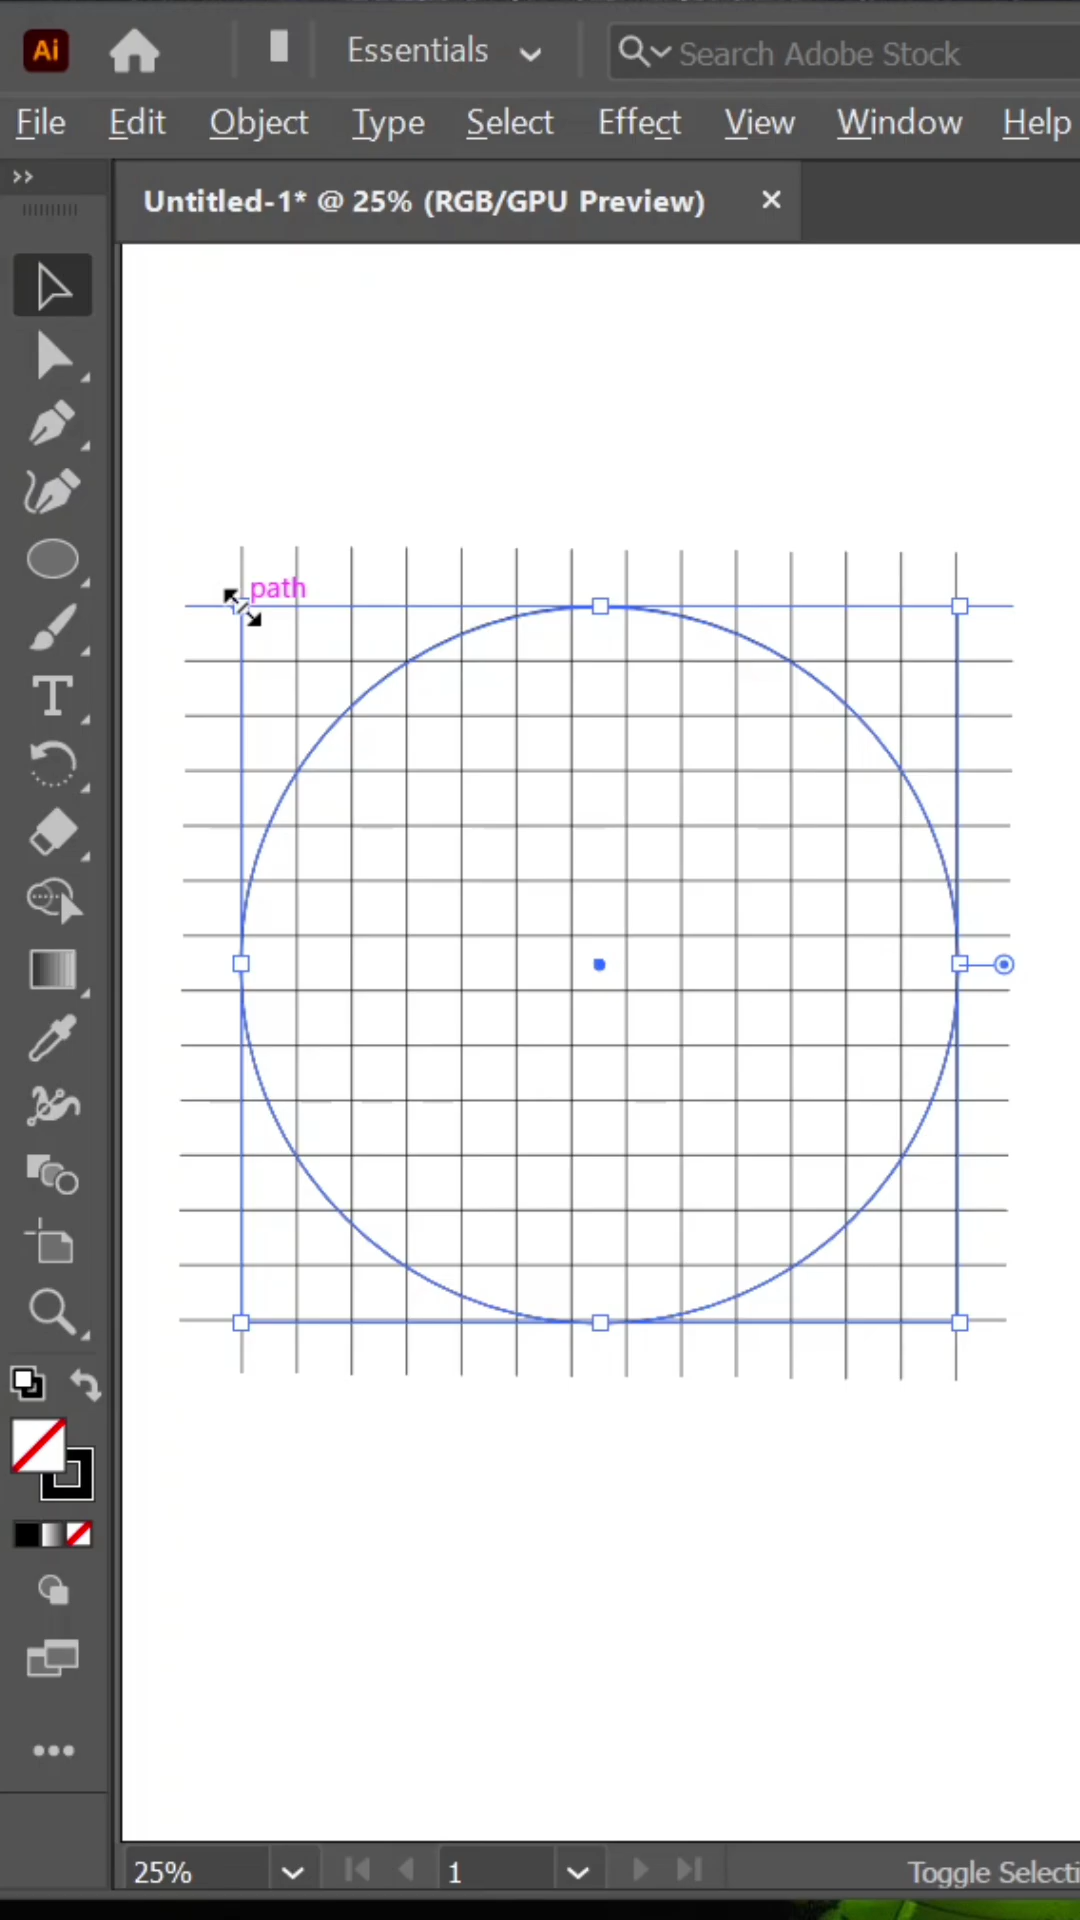 Ai
Essentials
Search Adobe Stock
File Edit Object Type Select Effect View Window Help
Untitled-1* @ 25% (RGB/GPU Preview) ×
path
T
25%
1
Toggle Selecti